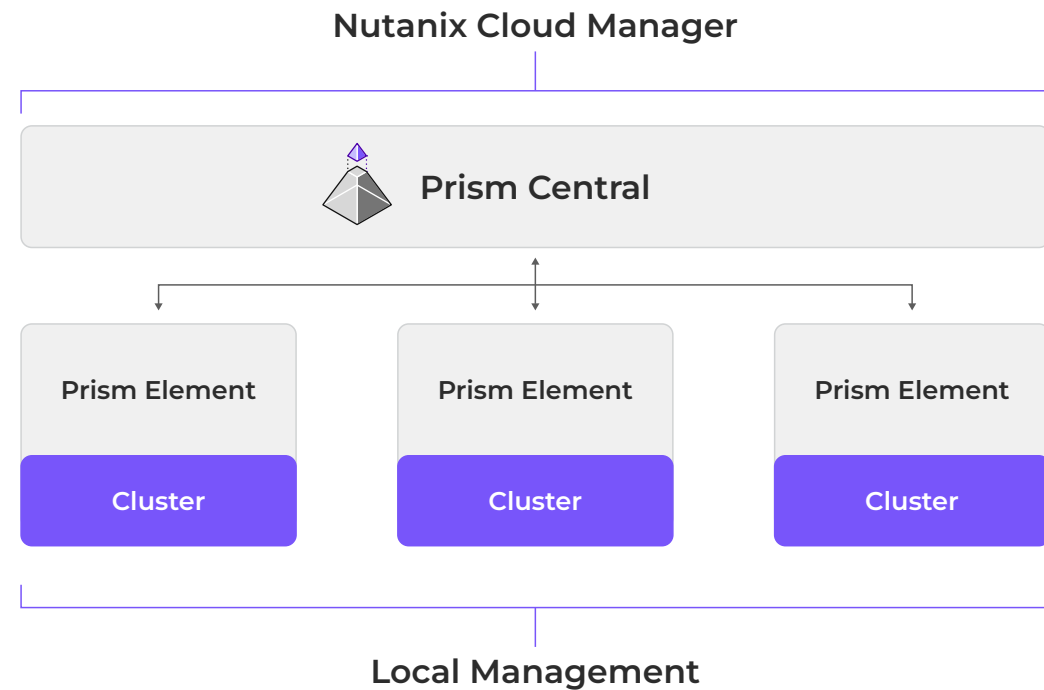 Nutanix Cloud Manager
Prism Central
Prism Element
Prism Element
Prism Element
Cluster
Cluster
Cluster
Local Management